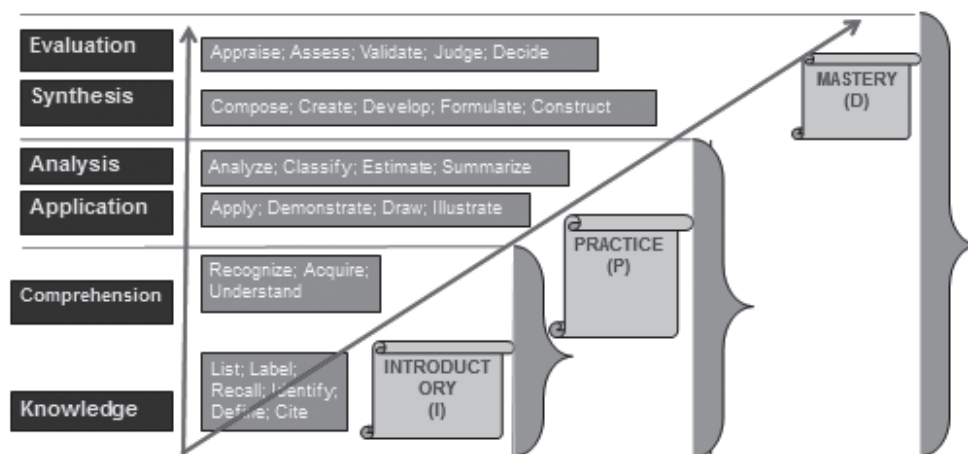 Evaluation
Appraise; Assess; Validate; Judge; Decide
MASTERY
(D)
Synthesis
Compose; Create; Develop; Formulate; Construct
Analysis
Analyze; Classify; Estimate; Summarize
Application
Apply; Demonstrate; Draw; Illustrate
PRACTICE
(P)
Comprehension
Recognize; Acquire;
Understand
Knowledge
List; Label;
Recall; Identify;
Define; Cite
INTRODUCT
ORY
(I)